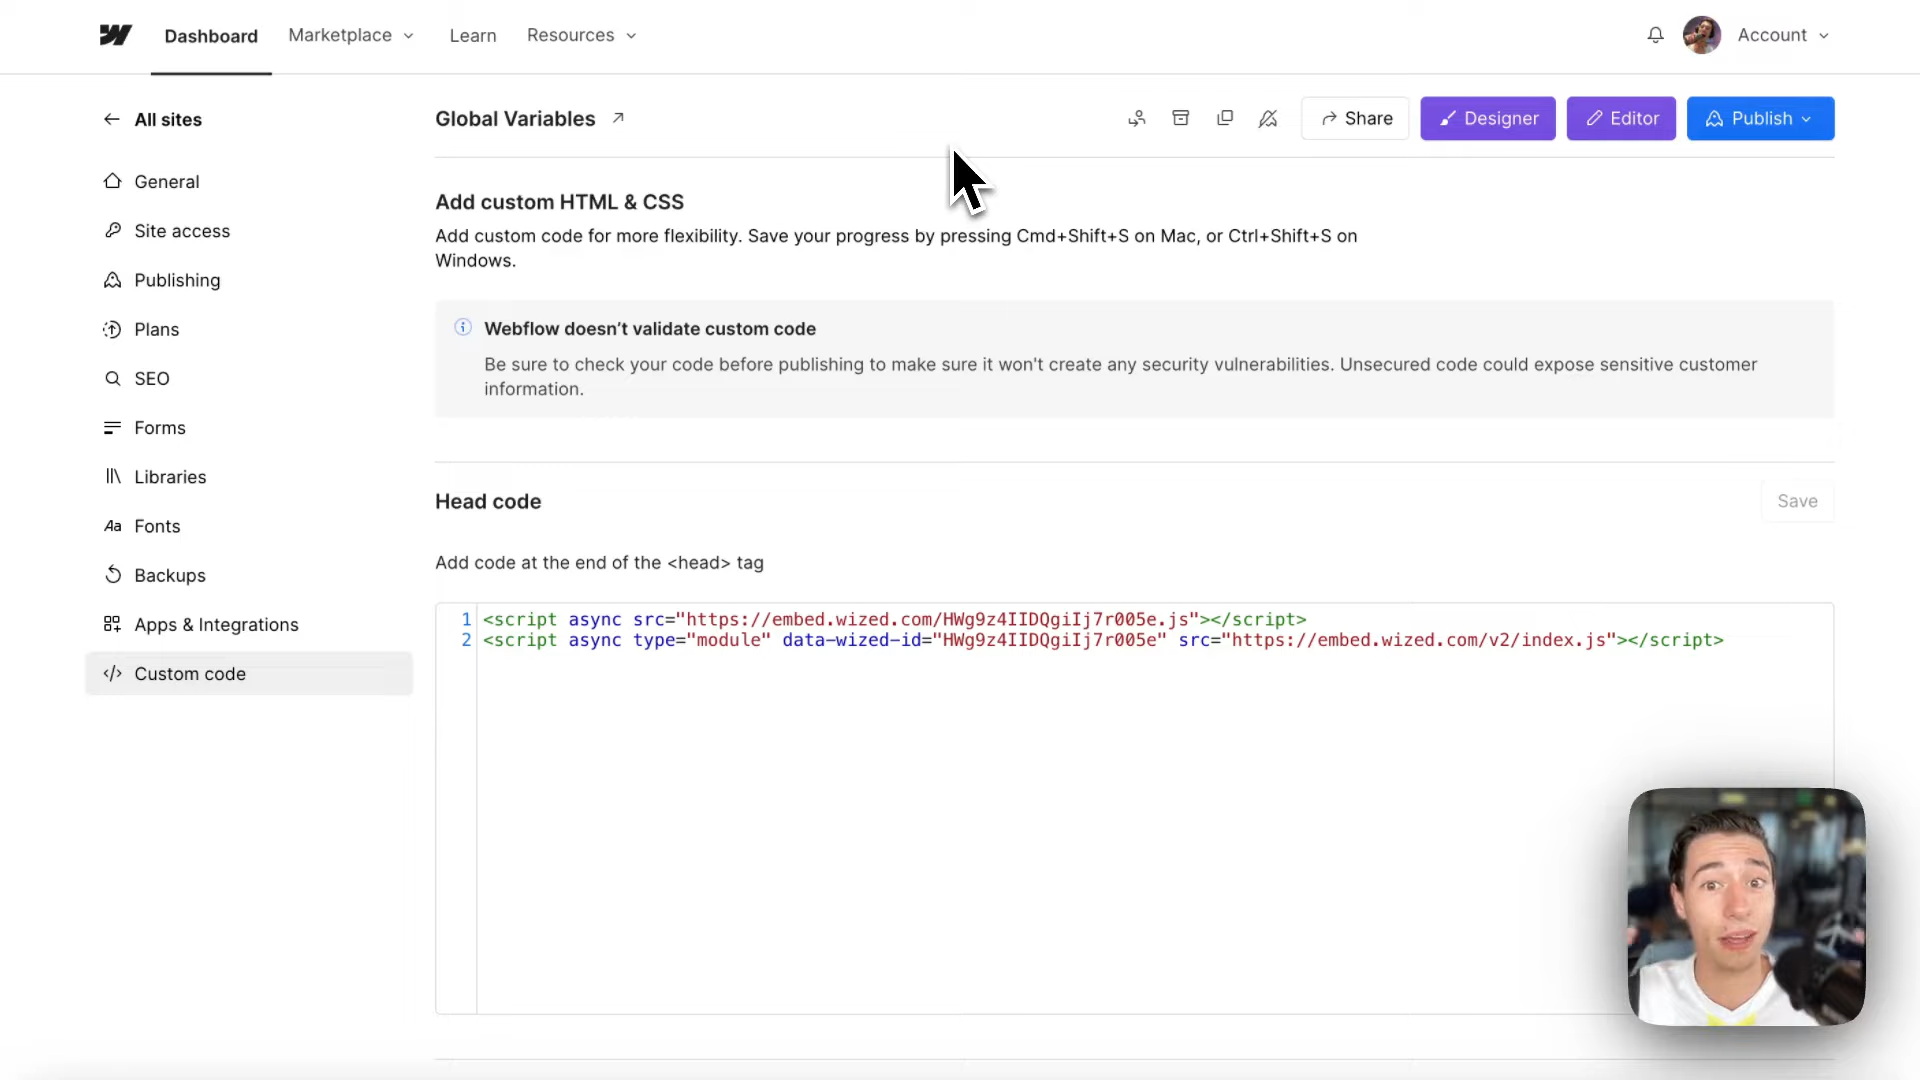 Dashboard Marketplace Learn Resources Account
All sites
General
Site access
Publishing
Plans
SEO
Forms
Libraries
Aa Fonts
Backups
Apps & Integrations
</> Custom code
Global Variables Share Designer Editor Publish
Add custom HTML & CSS
Add custom code for more flexibility. Save your progress by pressing Cmd+Shift+S on Mac, or Ctrl+Shift+S on
Windows.
Webflow doesn’t validate custom code
Be sure to check your code before publishing to make sure it won't create any security vulnerabilities. Unsecured code could expose sensitive customer
information.
Head code Save
Add code at the end of the <head> tag
1 <script async src="https://embed.wized.com/HWg9z4IIDQgiIj7r005e.js"></script>
2 <script async type="module" data-wized-id="HWg9z4IIDQgiIj7r005e" src="https://embed.wized.com/v2/index.js"></script>